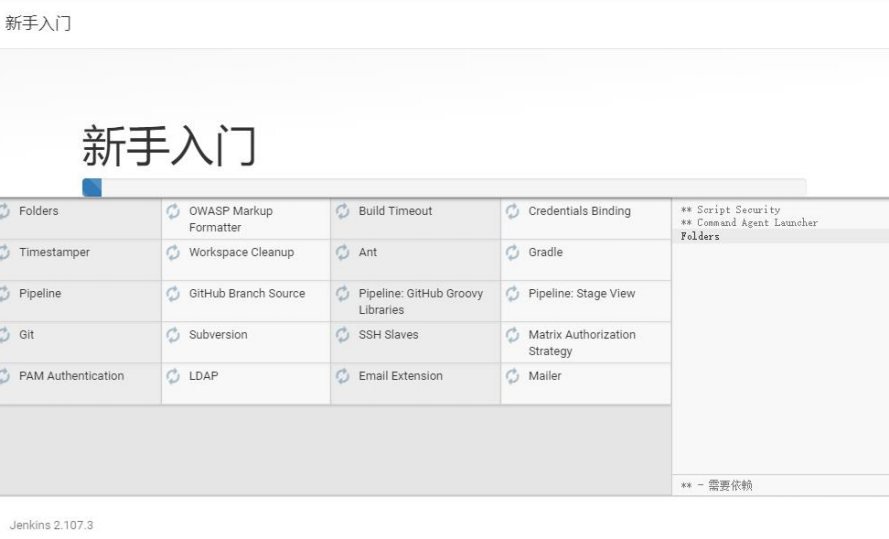 新手入门
新手入门
Folders
OWASP Markup
Formatter
Build Timeout
Credentials Binding
Timestamper
Workspace Cleanup
Ant
Gradle
Pipeline
GitHub Branch Source
Pipeline: GitHub Groovy
Libraries
Pipeline: Stage View
Git
Subversion
SSH Slaves
Matrix Authorization
Strategy
PAM Authentication
LDAP
Email Extension
Mailer
** Script Security
** Command Agent Launcher
Folders
** - 需要依赖
Jenkins 2.107.3